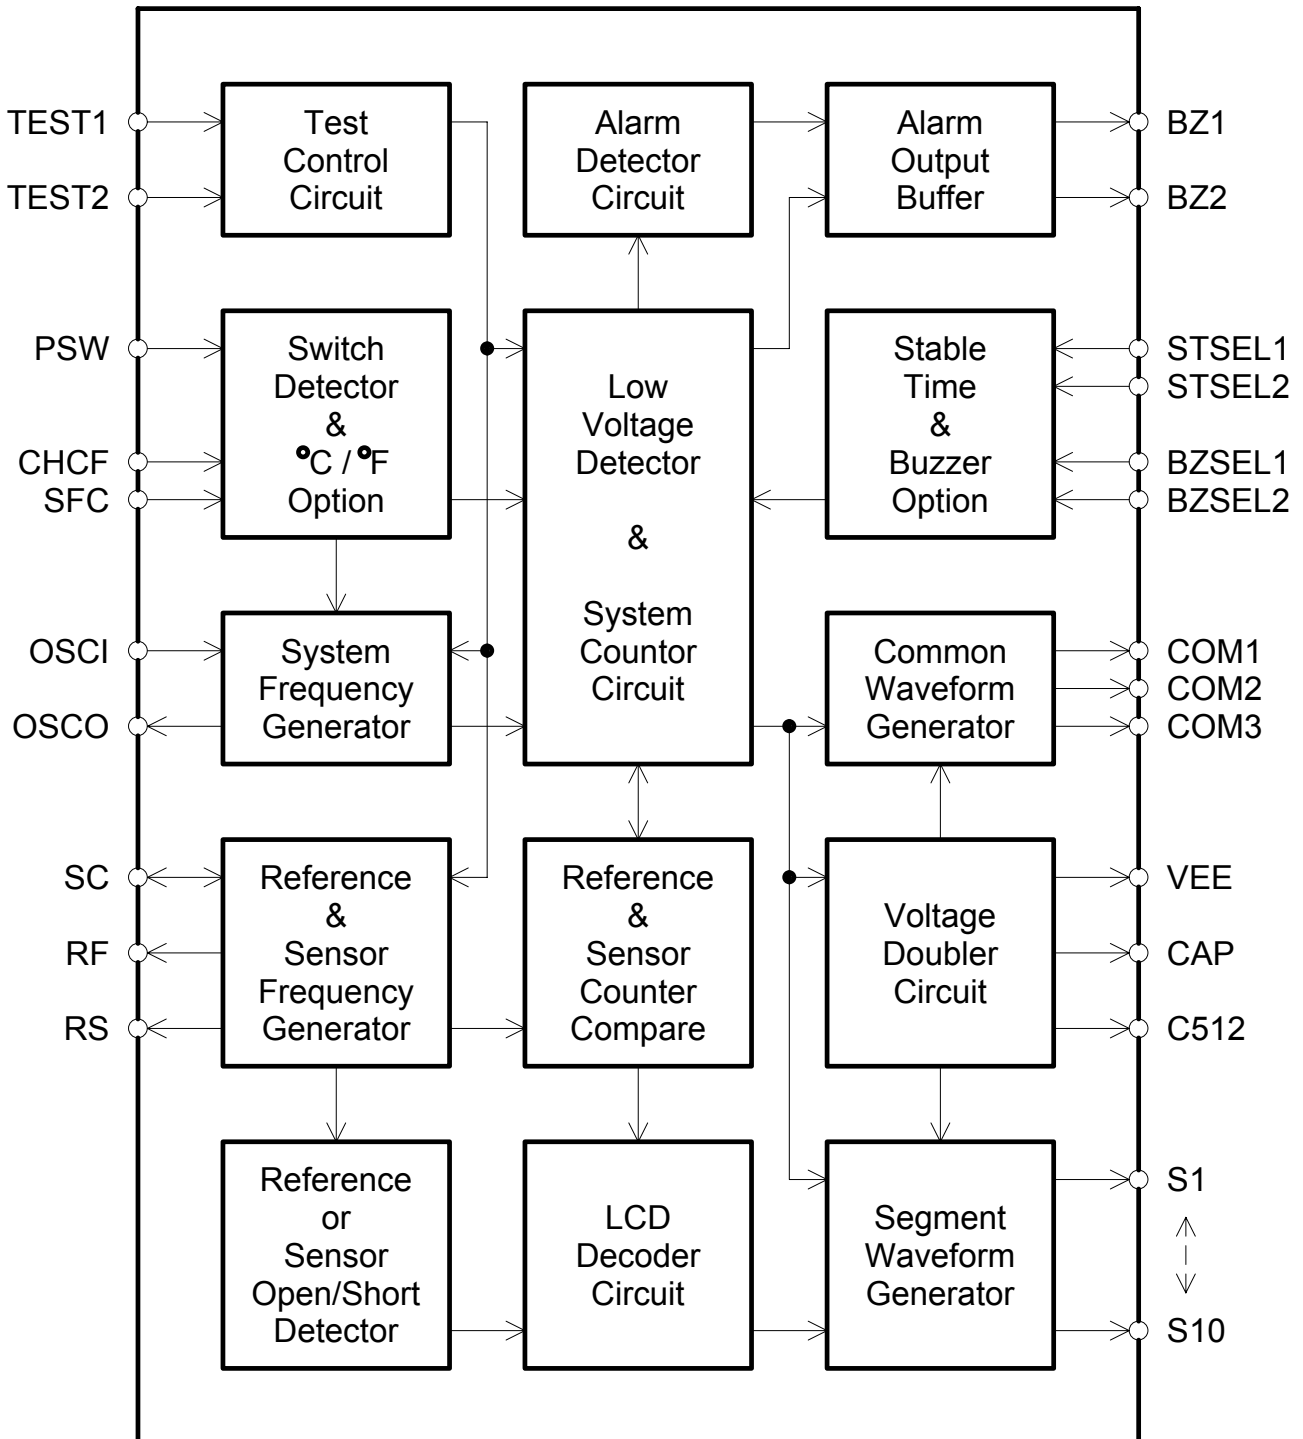 TEST1
TEST2
Test
Control
Circuit
Alarm
Detector
Circuit
Alarm
Output
Buffer
BZ1
BZ2
PSW
CHCF
SFC
Switch
Detector
&
°C / °F
Option
Low
Voltage
Detector
&
System
Countor
Circuit
Stable
Time
&
Buzzer
Option
STSEL1
STSEL2
BZSEL1
BZSEL2
OSCI
OSCO
System
Frequency
Generator
Common
Waveform
Generator
COM1
COM2
COM3
SC
RF
RS
Reference
&
Sensor
Frequency
Generator
Reference
&
Sensor
Counter
Compare
Voltage
Doubler
Circuit
VEE
CAP
C512
Reference
or
Sensor
Open/Short
Detector
LCD
Decoder
Circuit
Segment
Waveform
Generator
S1
S10